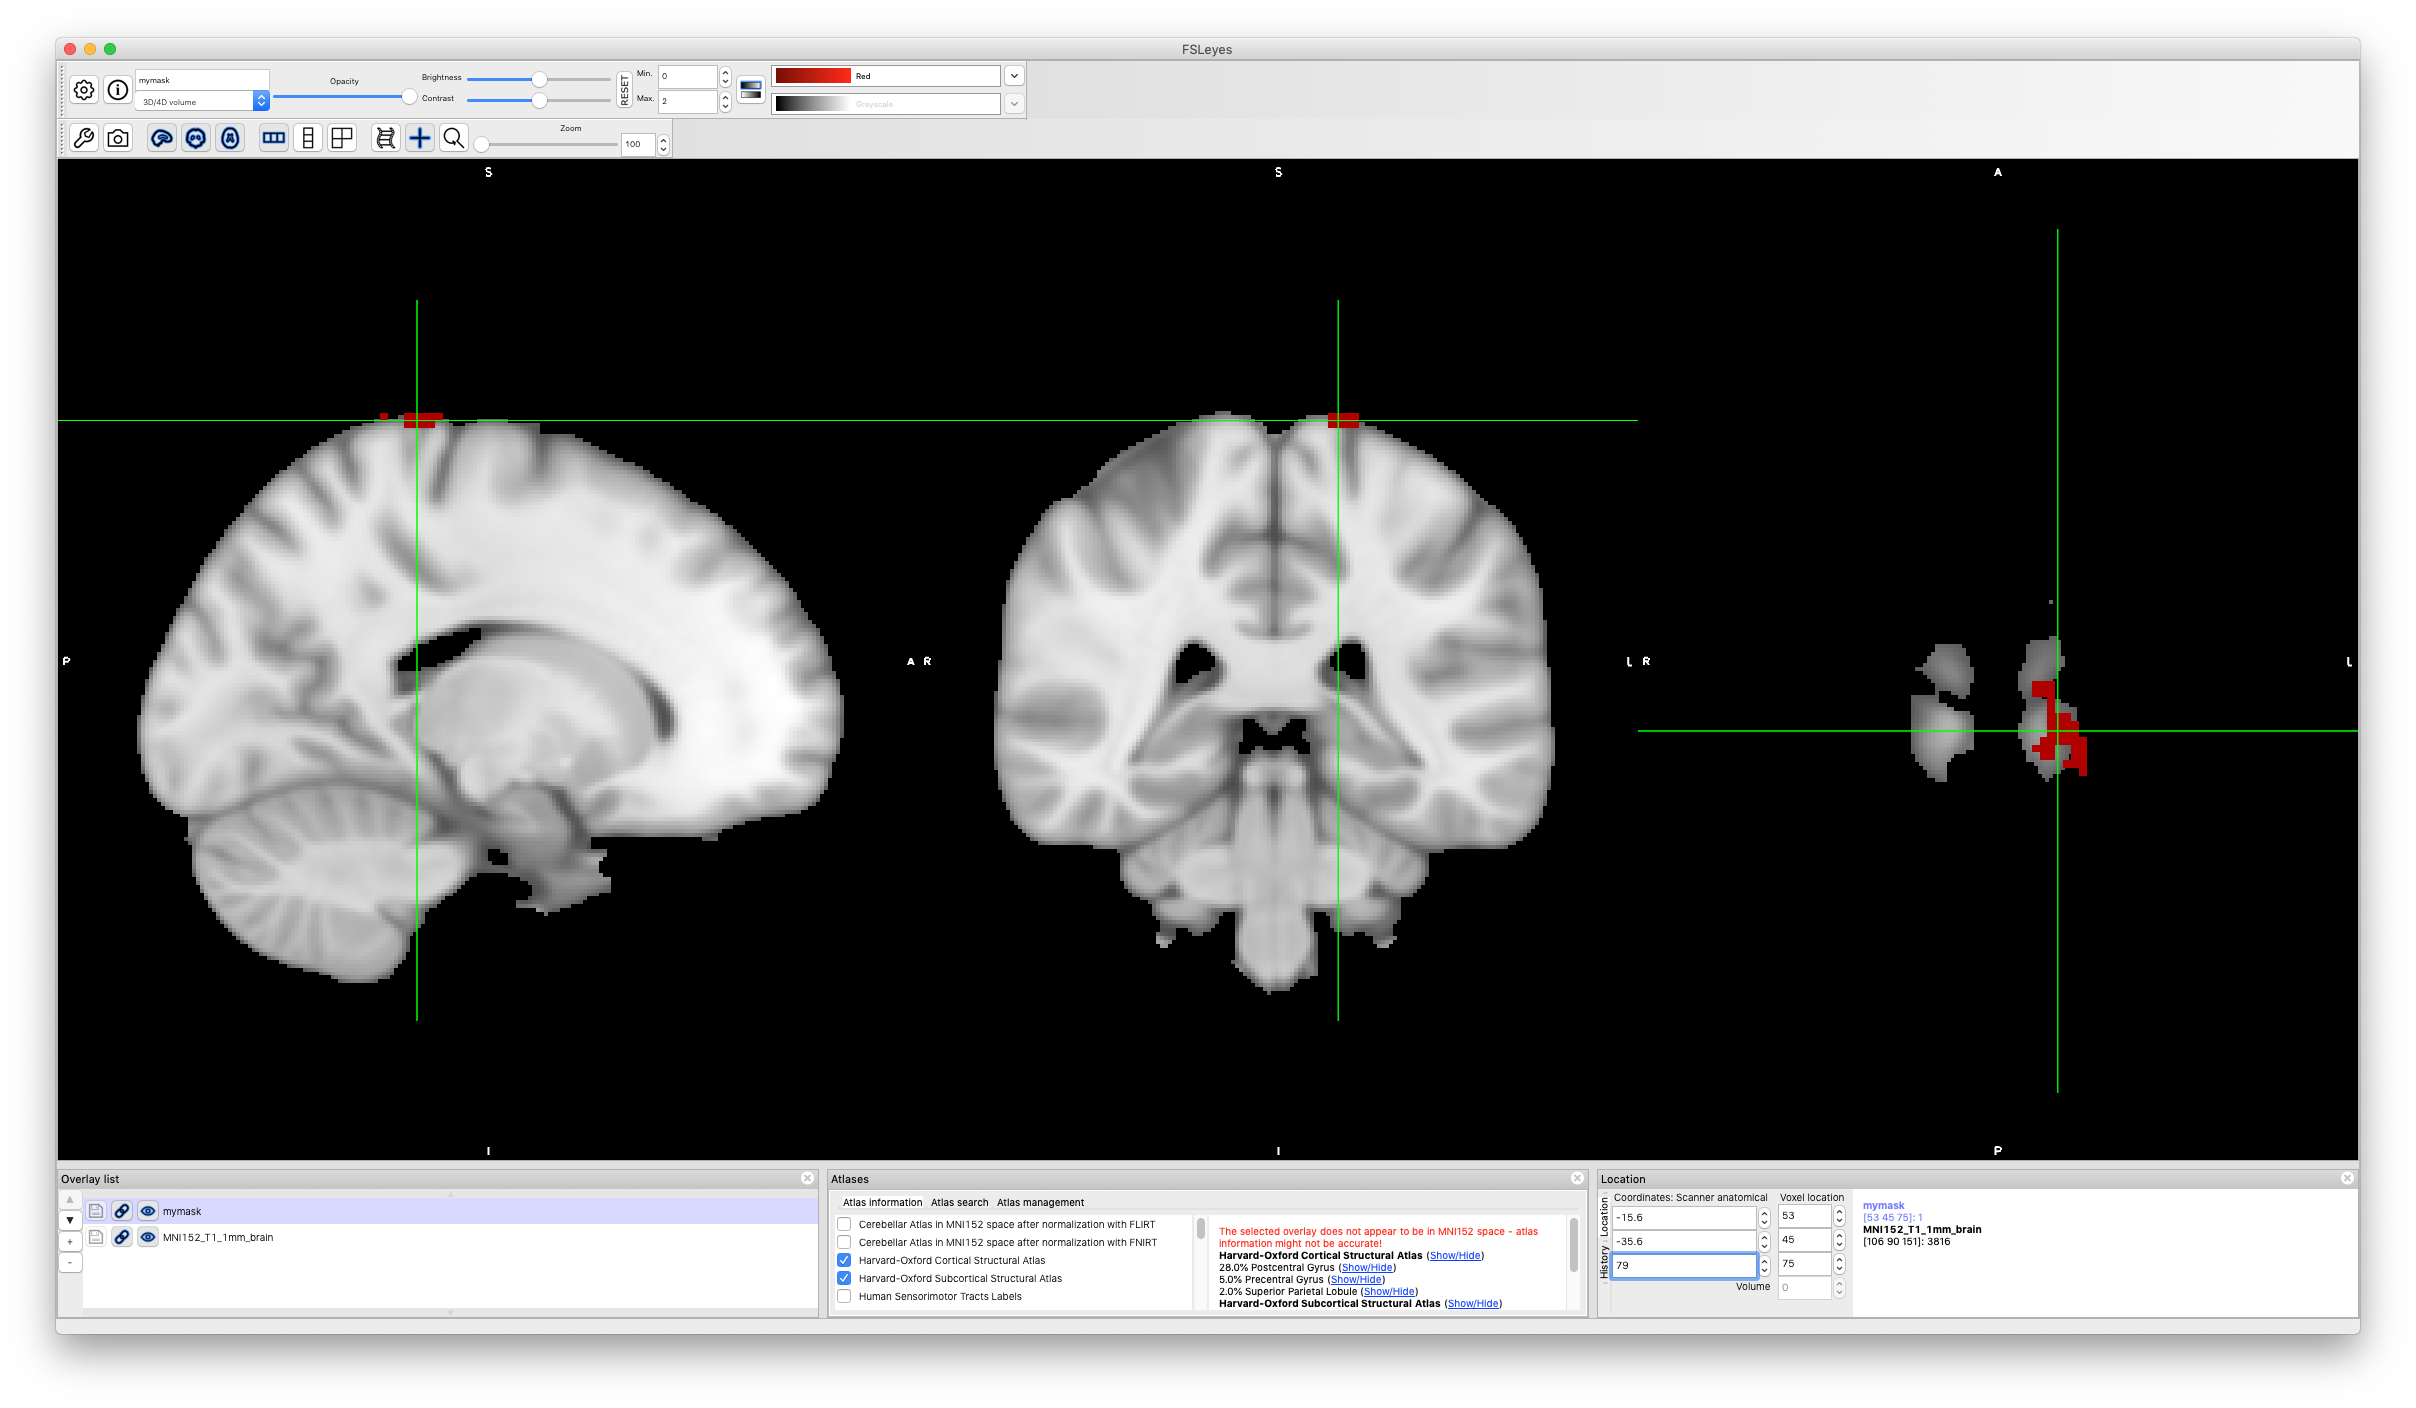 FSLeyes
mymask
3D/4D volume
Opacity
Brightness
Contrast
RESET
Min.
0
Max.
2
Red
Greyscale
Zoom
100
S
S
A
P
A R
L R
L
I
I
P
Overlay list
mymask
MNI152_T1_1mm_brain
Atlases
Atlas information Atlas search Atlas management
Cerebellar Atlas in MNI152 space after normalization with FLIRT
Cerebellar Atlas in MNI152 space after normalization with FNIRT
Harvard-Oxford Cortical Structural Atlas
Harvard-Oxford Subcortical Structural Atlas
Human Sensorimotor Tracts Labels
The selected overlay does not appear to be in MNI152 space - atlas
information might not be accurate!
Harvard-Oxford Cortical Structural Atlas (Show/Hide)
28.0% Postcentral Gyrus (Show/Hide)
5.0% Precentral Gyrus (Show/Hide)
2.0% Superior Parietal Lobule (Show/Hide)
Harvard-Oxford Subcortical Structural Atlas (Show/Hide)
Location
Location
History
Coordinates: Scanner anatomical
-15.6
-35.6
79
Voxel location
53
45
75
Volume
0
mymask
[53 45 75]: 1
MNI152_T1_1mm_brain
[106 90 151]: 3816